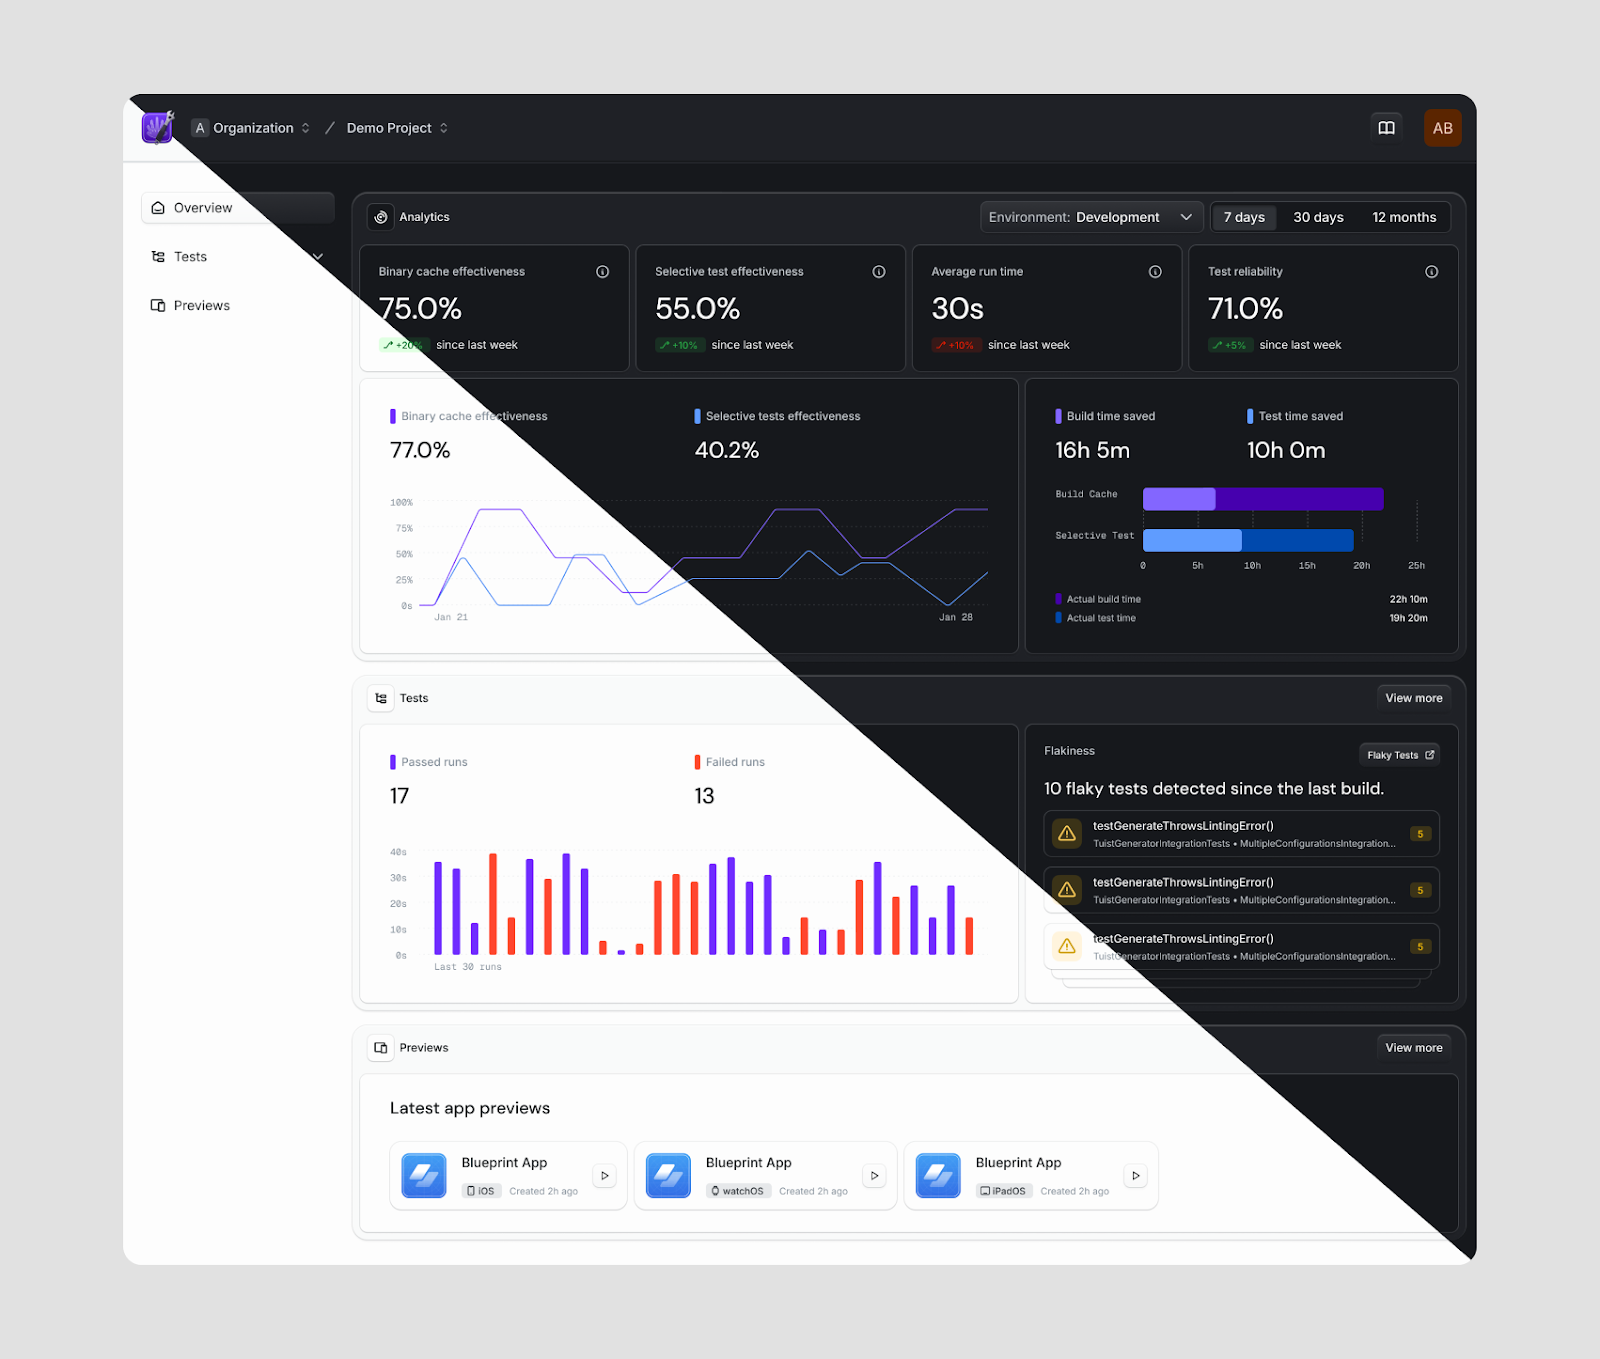 A Organization / Demo Project
AB
Overview
Tests
Previews
Analytics
Environment: Development
7 days
30 days
12 months
Binary cache effectiveness
75.0%
+20% since last week
Selective test effectiveness
55.0%
+10% since last week
Average run time
30s
+10% since last week
Test reliability
71.0%
+5% since last week
Binary cache effectiveness
77.0%
Selective tests effectiveness
40.2%
100%
75%
50%
25%
0s
Jan 21
Jan 28
Build time saved
16h 5m
Test time saved
10h 0m
Build Cache
Selective Test
0 5h 10h 15h 20h 25h
Actual build time 22h 10m
Actual test time 19h 20m
Tests
View more
Passed runs
17
Failed runs
13
40s
30s
20s
10s
0s
Last 30 runs
Flakiness
Flaky Tests
10 flaky tests detected since the last build.
testGenerateThrowsLintingError()
TuistGeneratorIntegrationTests • MultipleConfigurationsIntegration...
5
testGenerateThrowsLintingError()
TuistGeneratorIntegrationTests • MultipleConfigurationsIntegration...
5
testGenerateThrowsLintingError()
TuistGeneratorIntegrationTests • MultipleConfigurationsIntegration...
5
Previews
View more
Latest app previews
Blueprint App
iOS Created 2h ago
Blueprint App
watchOS Created 2h ago
Blueprint App
iPadOS Created 2h ago